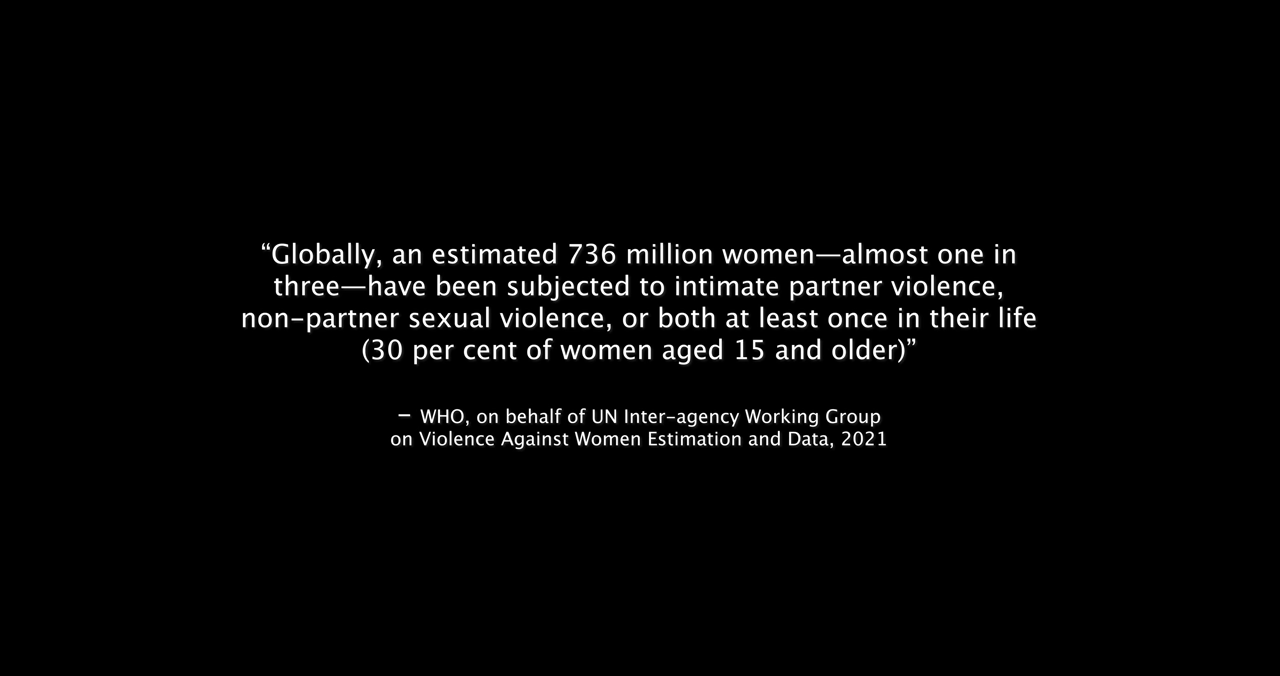 “Globally, an estimated 736 million women—almost one in
three—have been subjected to intimate partner violence,
non-partner sexual violence, or both at least once in their life
(30 per cent of women aged 15 and older)”
– WHO, on behalf of UN Inter-agency Working Group
on Violence Against Women Estimation and Data, 2021